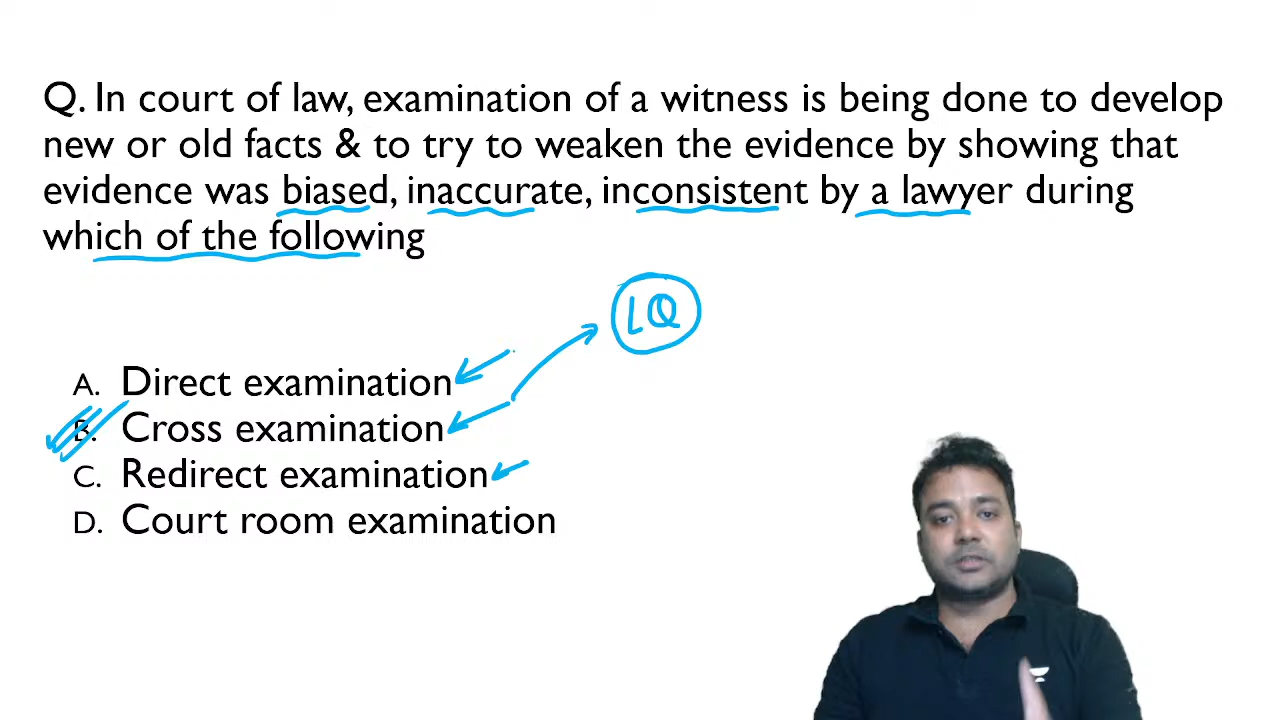 Q. In court of law, examination of a witness is being done to develop
new or old facts & to try to weaken the evidence by showing that
evidence was biased, inaccurate, inconsistent by a lawyer during
which of the following
LQ
A. Direct examination
B. Cross examination
C. Redirect examination
D. Court room examination